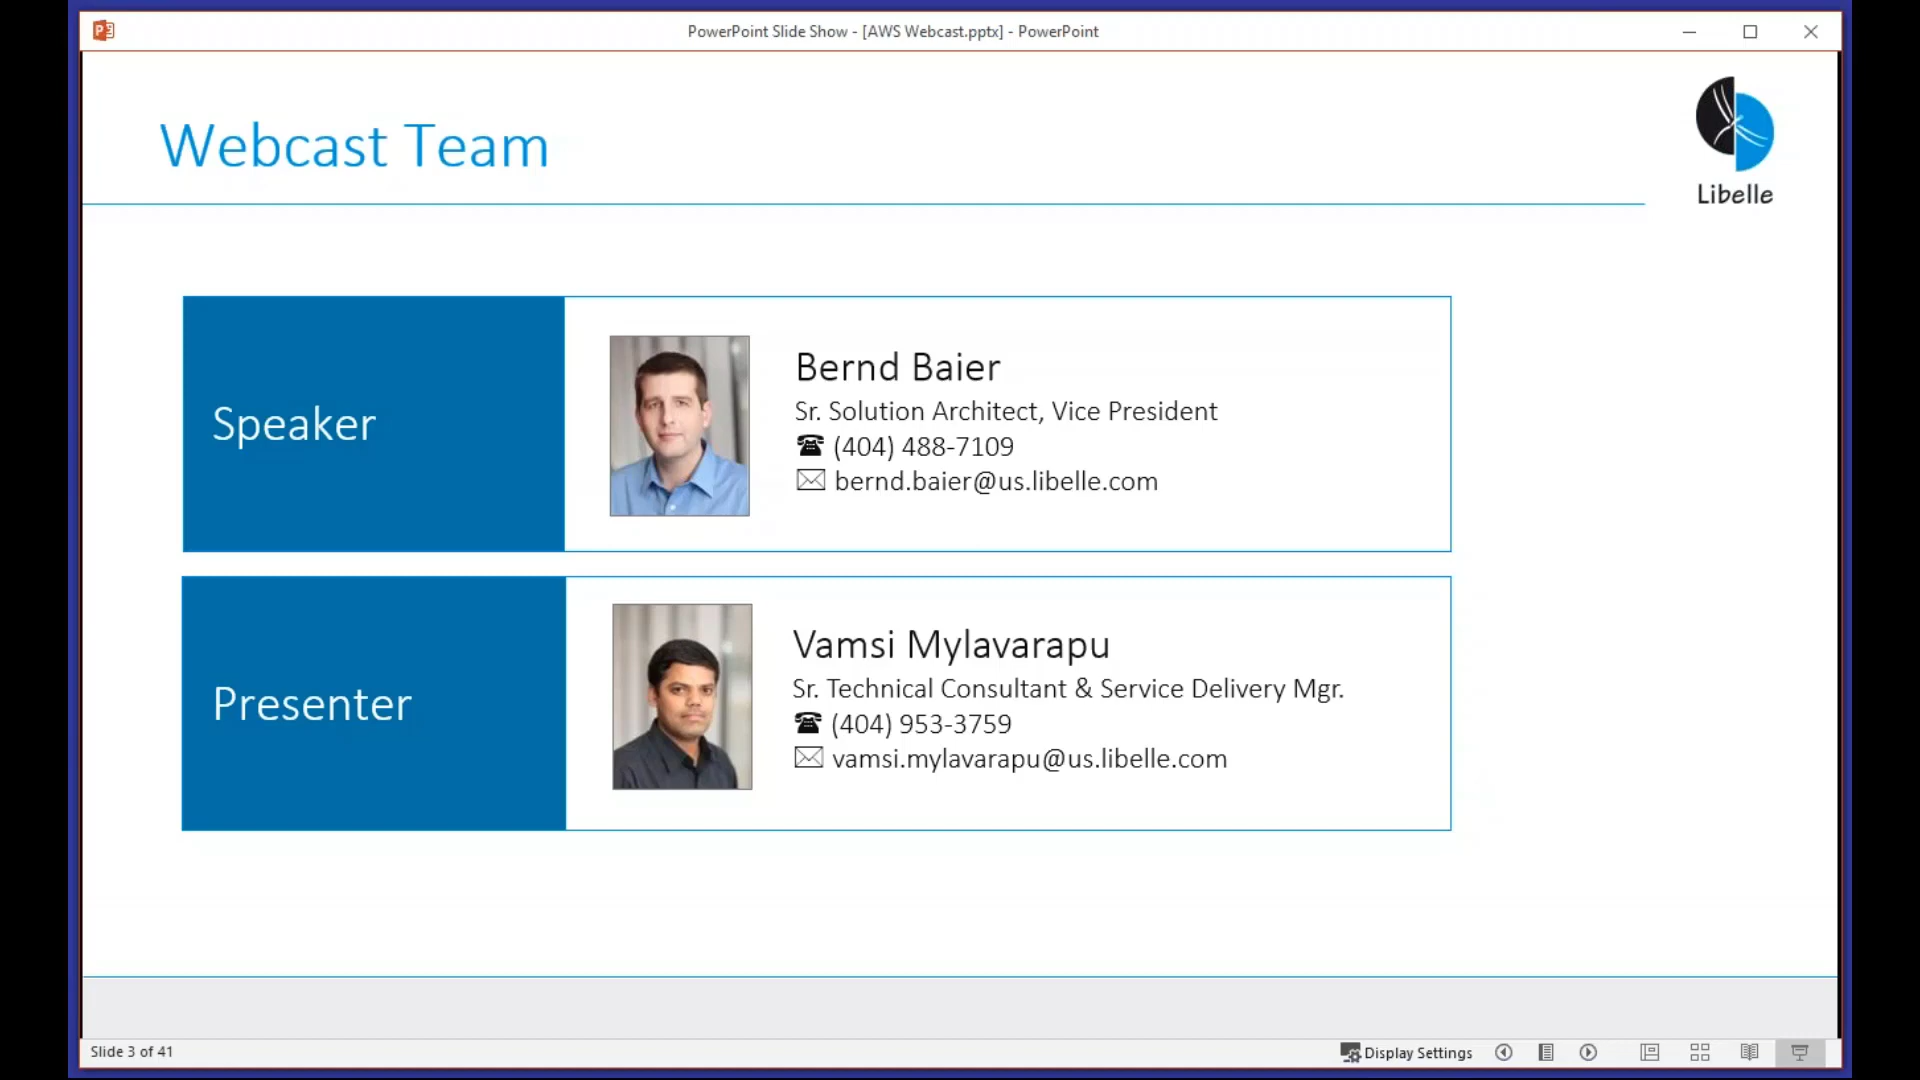 PowerPoint Slide Show - [AWS Webcast.pptx] - PowerPoint
Webcast Team
Libelle
Speaker
Bernd Baier
Sr. Solution Architect, Vice President
(404) 488-7109
bernd.baier@us.libelle.com
Presenter
Vamsi Mylavarapu
Sr. Technical Consultant & Service Delivery Mgr.
(404) 953-3759
vamsi.mylavarapu@us.libelle.com
Slide 3 of 41
Display Settings